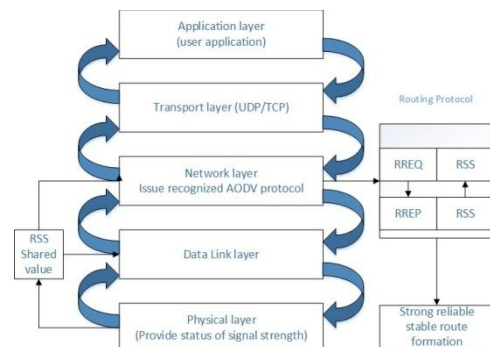 Application layer
(user application)
Transport layer (UDP/TCP)
Routing Protocol
Network layer
Issue recognized AODV protocol
RREQ
RSS
RREP
RSS
RSS
Shared
value
Data Link layer
Physical layer
(Provide status of signal strength)
Strong reliable
stable route
formation